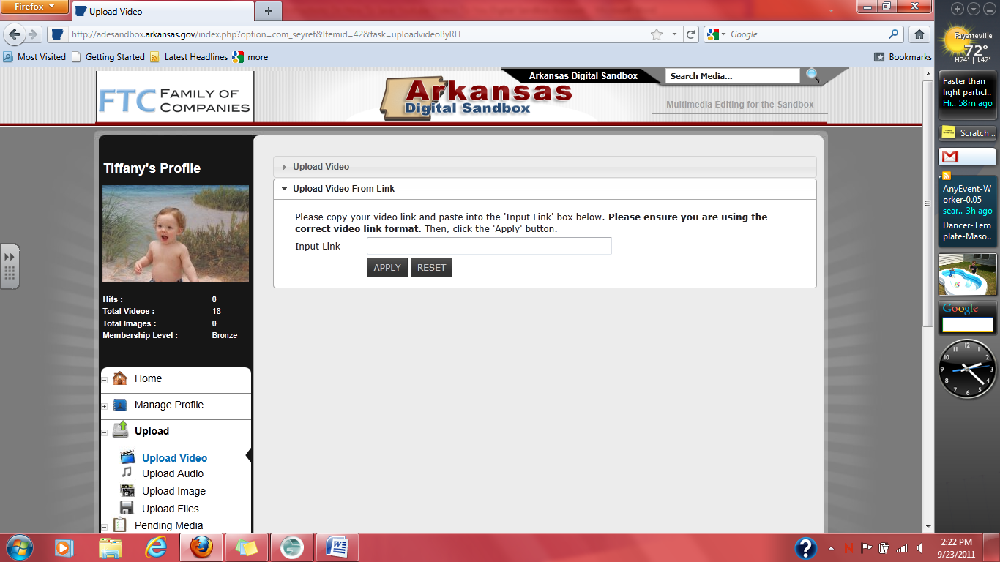 Firefox
Upload Video
http://adesandbox.arkansas.gov/index.php?option=com_seyret&Itemid=42&task=uploadvideoByRH
Google
Most Visited
Getting Started
Latest Headlines
more
Bookmarks
FTC FAMILY OF COMPANIES
Arkansas
Digital Sandbox
Arkansas Digital Sandbox
Search Media...
Multimedia Editing for the Sandbox
Tiffany's Profile
Hits : 0
Total Videos : 18
Total Images : 0
Membership Level : Bronze
Home
Manage Profile
Upload
Upload Video
Upload Audio
Upload Image
Upload Files
Pending Media
Upload Video
Upload Video From Link
Please copy your video link and paste into the 'Input Link' box below. Please ensure you are using the
correct video link format. Then, click the 'Apply' button.
Input Link
APPLY RESET
Fayetteville
72°
H74° | L47°
Faster than
light particl..
Hi.. 58m ago
Scratch ..
AnyEvent-W
orker-0.05
sear.. 3h ago
Dancer-Tem
plate-Maso..
Google
12
1
2
3
4
5
6
7
8
9
10
11
2:22 PM
9/23/2011